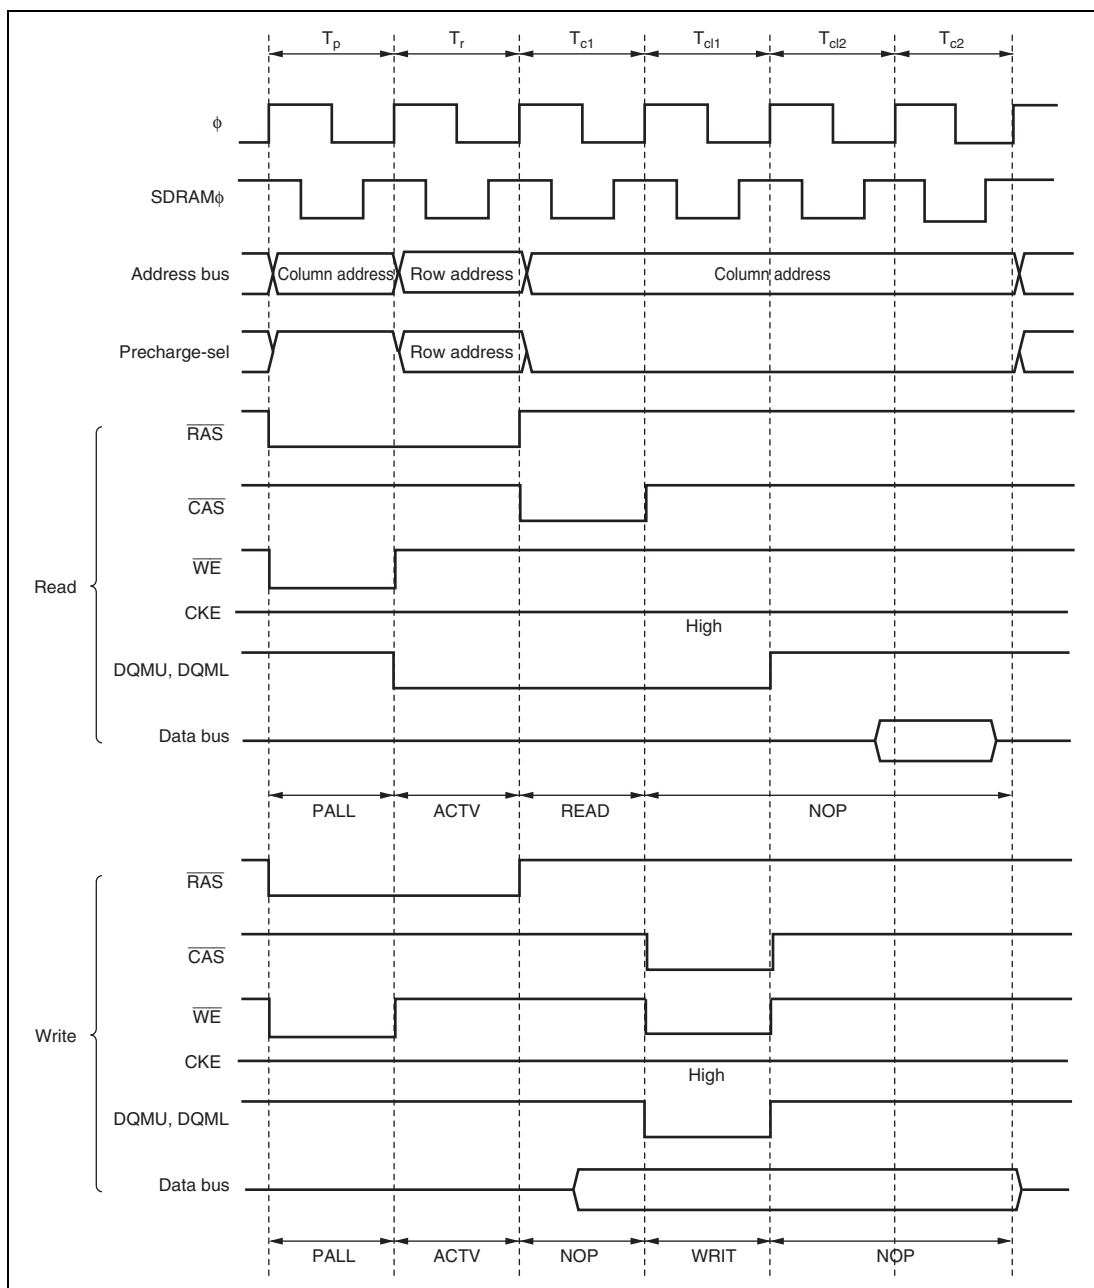 Tp Tr Tc1 Tcl1 Tcl2 Tc2
ϕ
SDRAMϕ
Address bus Column address Row address Column address
Precharge-sel Row address
RAS
CAS
WE
Read
CKE
High
DQMU, DQML
Data bus
PALL ACTV READ NOP
RAS
CAS
WE
Write
CKE
High
DQMU, DQML
Data bus
PALL ACTV NOP WRIT NOP